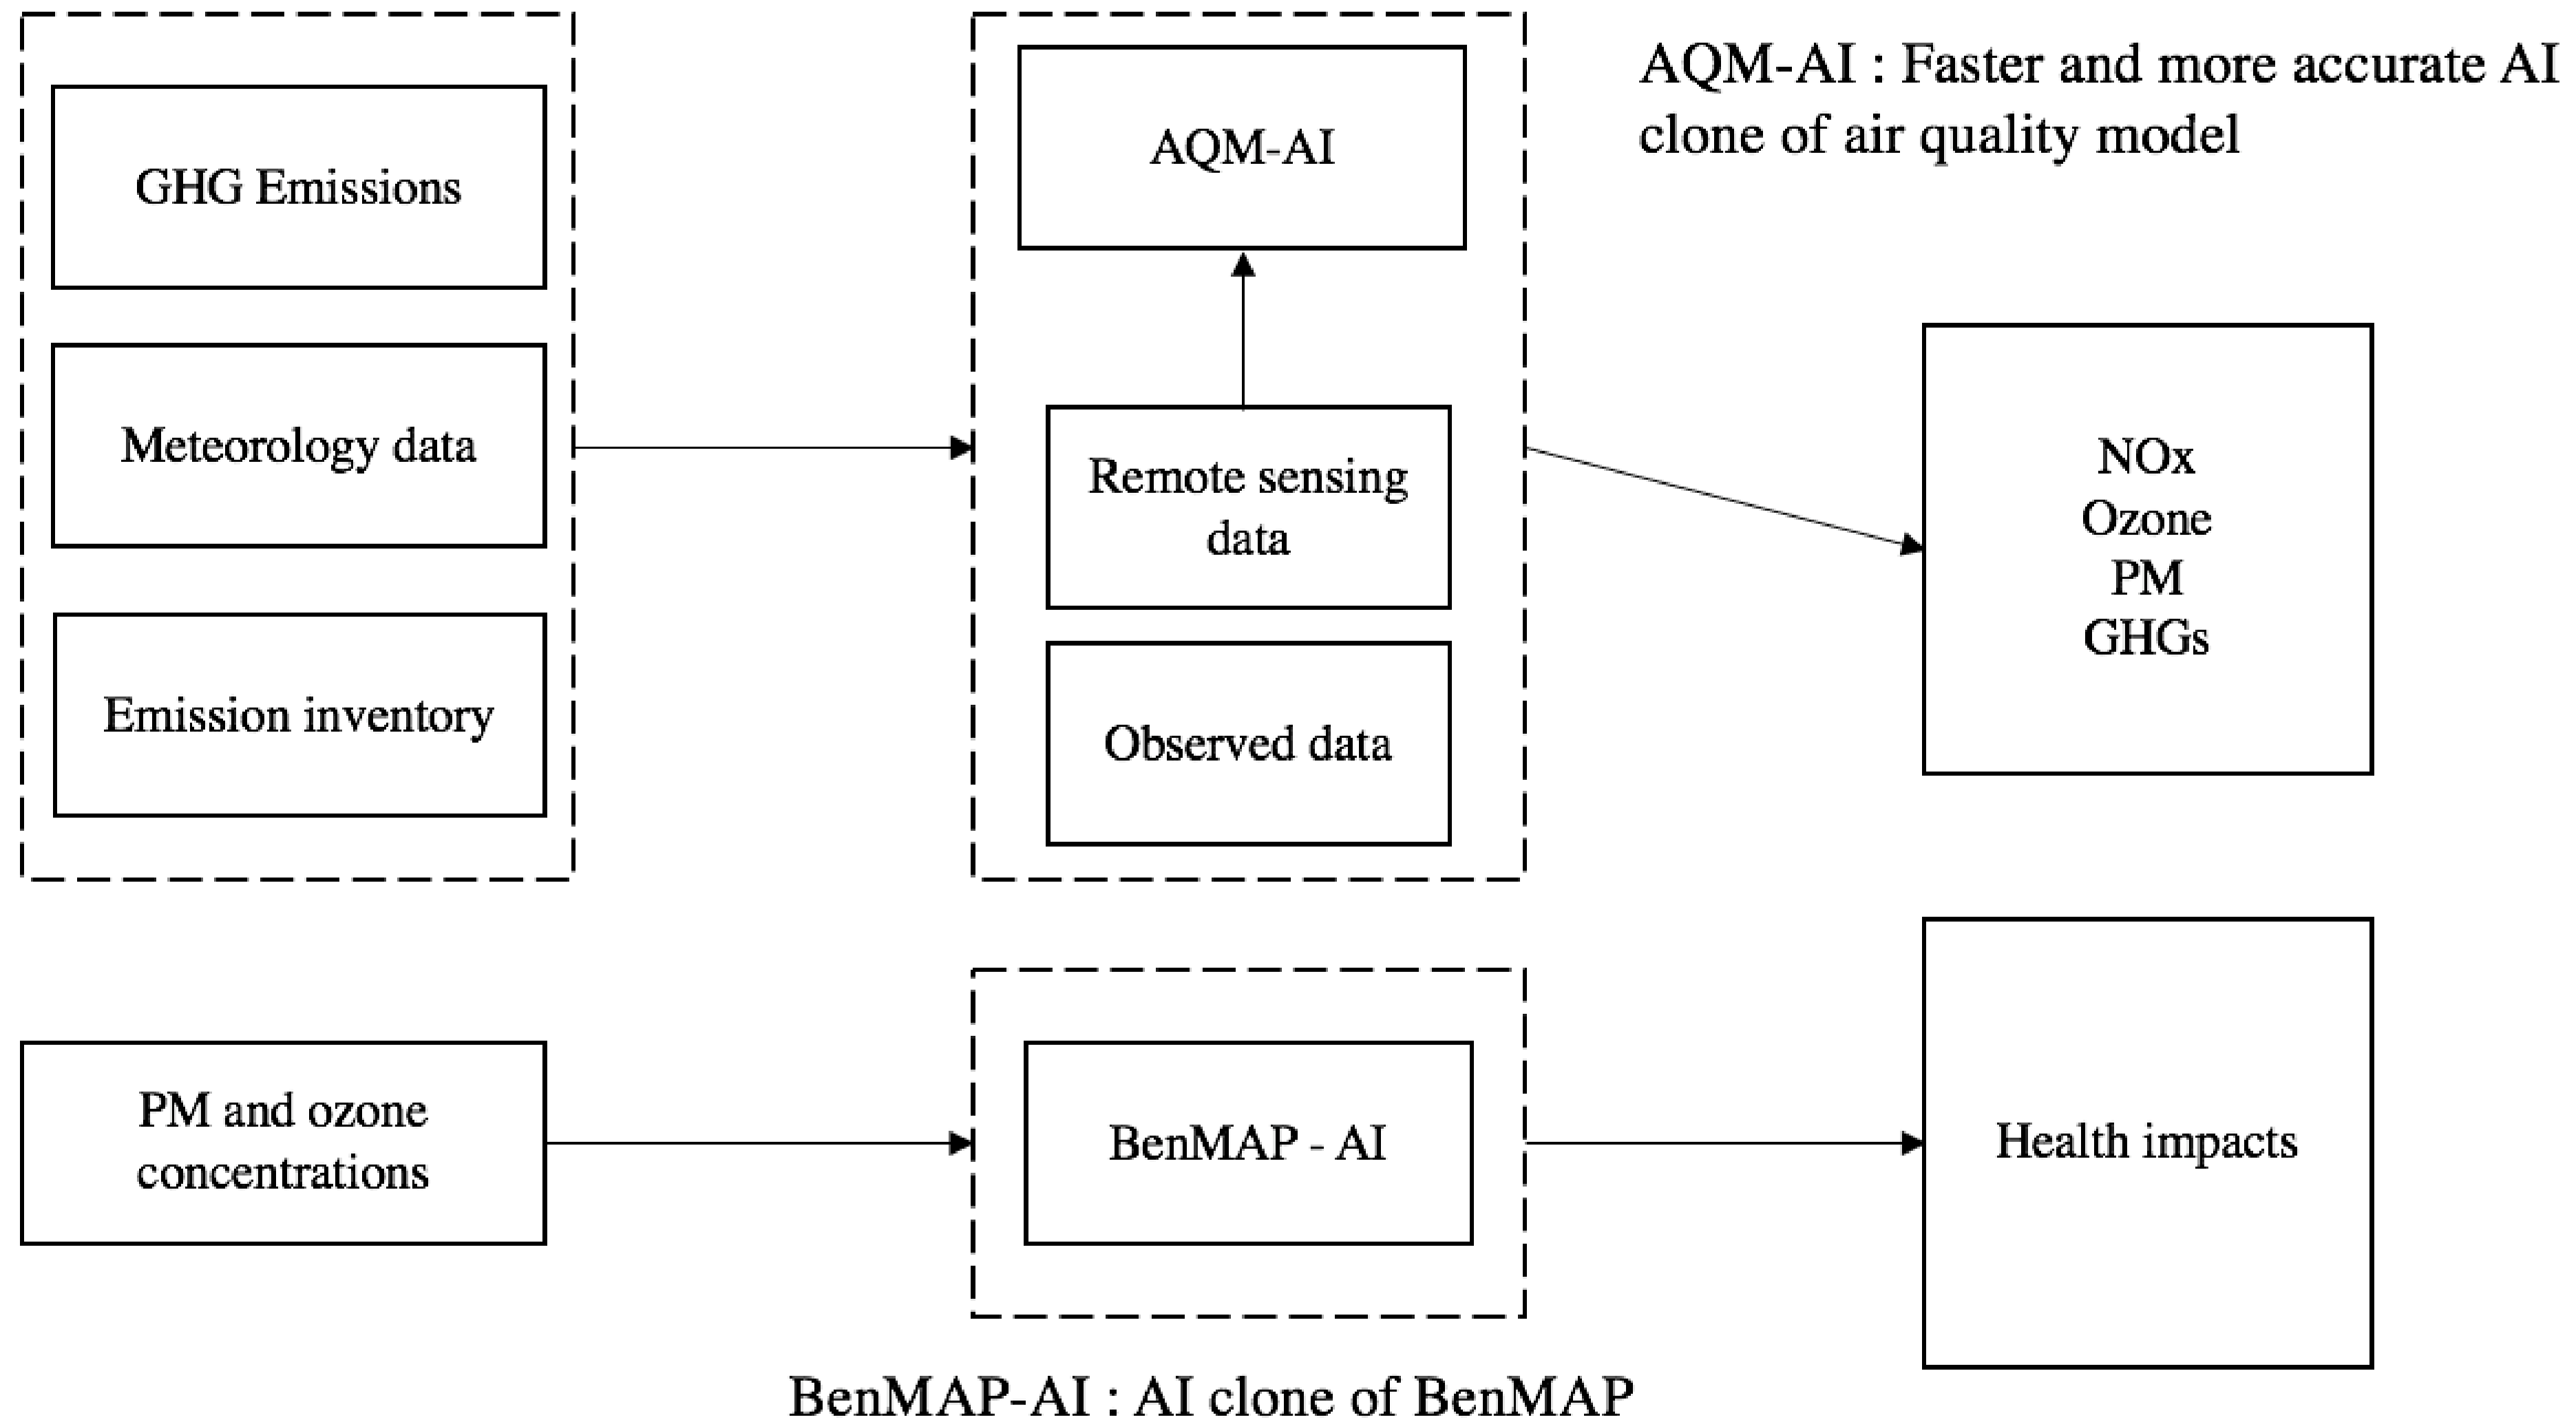 GHG Emissions
Meteorology data
Emission inventory
AQM-AI
Remote sensing
data
Observed data
AQM-AI : Faster and more accurate AI
clone of air quality model
NOx
Ozone
PM
GHGs
PM and ozone
concentrations
BenMAP - AI
Health impacts
BenMAP-AI : AI clone of BenMAP